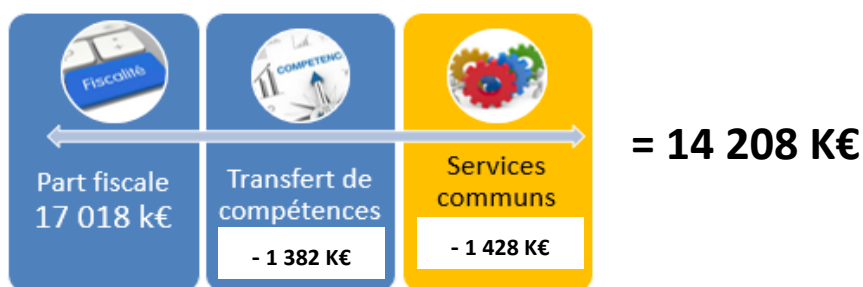 Fiscalité
COMPETENC
Part fiscale
17 018 k€
Transfert de
compétences
- 1 382 K€
Services
communs
- 1 428 K€
= 14 208 K€